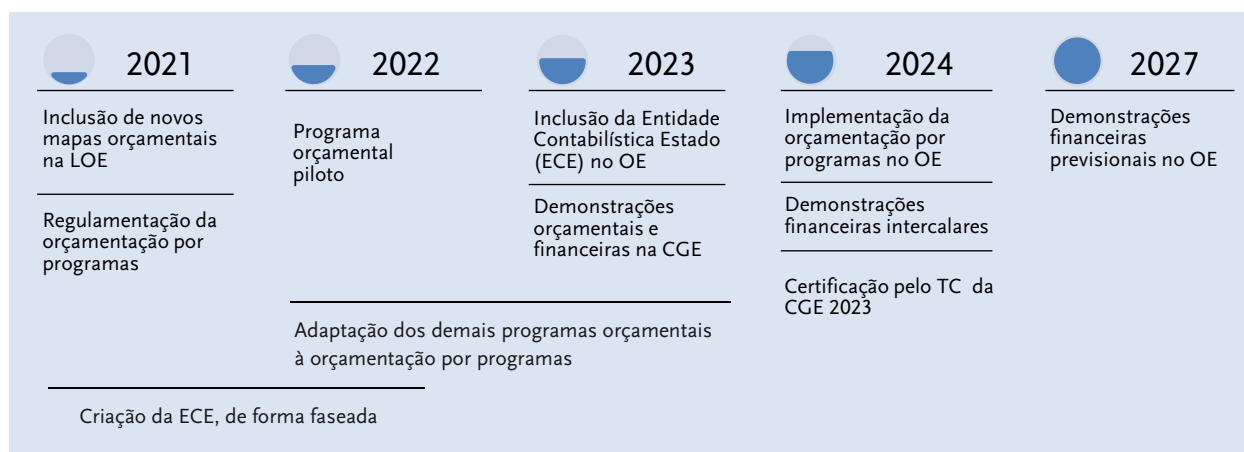 2021
Inclusão de novos
mapas orçamentais
na LOE
Regulamentação da
orçamentação por
programas
2022
Programa
orçamental
piloto
2023
Inclusão da Entidade
Contabilística Estado
(ECE) no OE
Demonstrações
orçamentais e
financeiras na CGE
2024
Implementação da
orçamentação por
programas no OE
Demonstrações
financeiras intercalares
Certificação pelo TC da
CGE 2023
2027
Demonstrações
financeiras
previsionais no OE
Adaptação dos demais programas orçamentais
à orçamentação por programas
Criação da ECE, de forma faseada